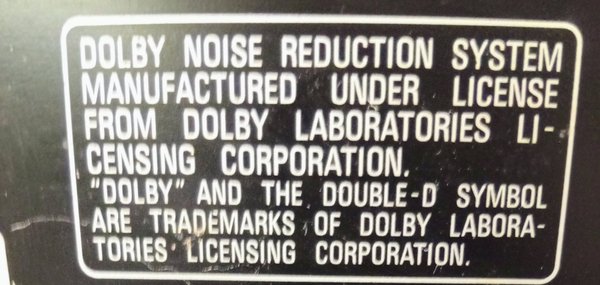 DOLBY NOISE REDUCTION SYSTEM
MANUFACTURED UNDER LICENSE
FROM DOLBY LABORATORIES LI-
CENSING CORPORATION.
"DOLBY" AND THE DOUBLE-D SYMBOL
ARE TRADEMARKS OF DOLBY LABORA-
TORIES LICENSING CORPORATION.